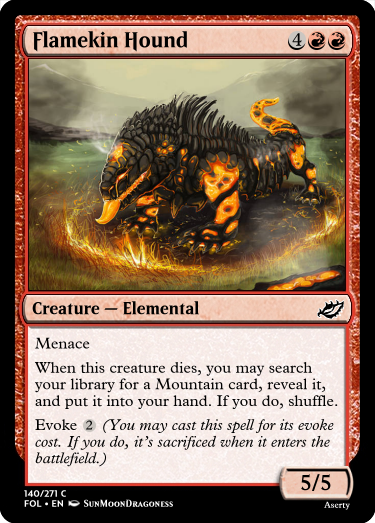 Flamekin Hound 4
Creature — Elemental
Menace
When this creature dies, you may search
your library for a Mountain card, reveal it,
and put it into your hand. If you do, shuffle.
Evoke 2 (You may cast this spell for its evoke
cost. If you do, it's sacrificed when it enters the
battlefield.)
5/5
140/271 C
FOL • EN SunMoonDragoness
Aserty